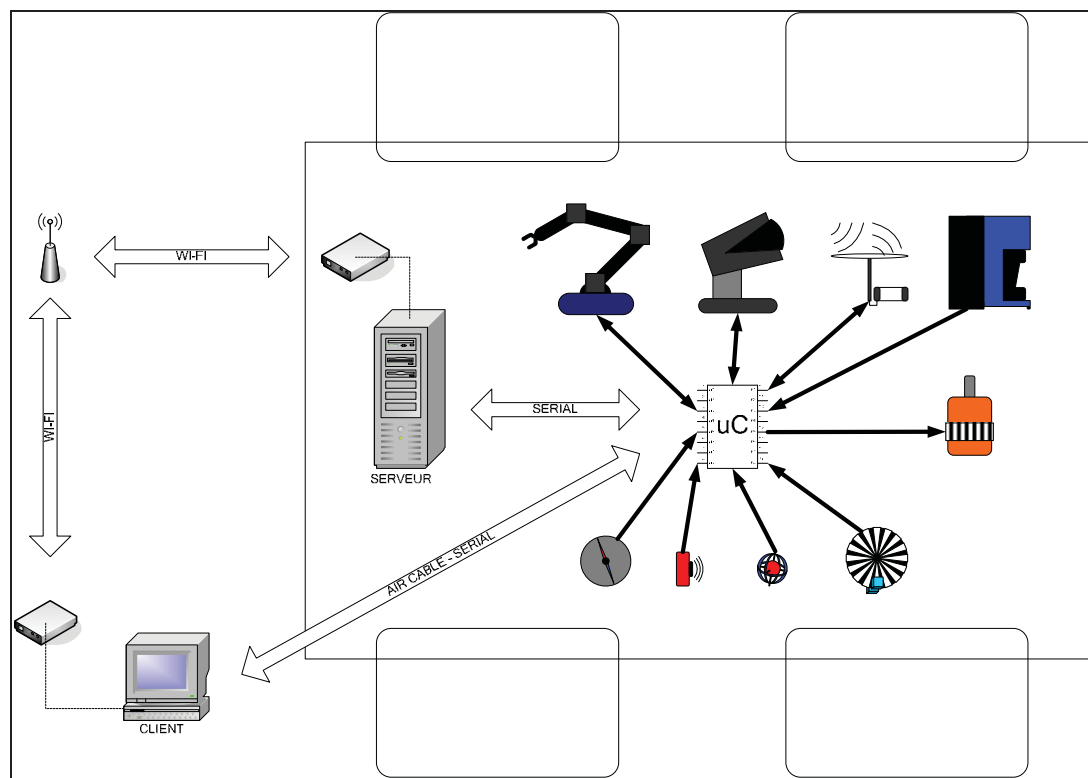 WI-FI
WI-FI
SERVEUR
SERIAL
uC
AIR CABLE - SERIAL
CLIENT